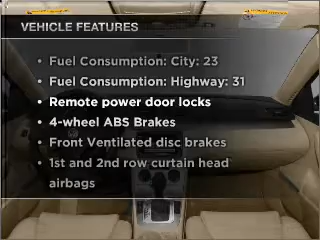 VEHICLE FEATURES
• Fuel Consumption: City: 23
• Fuel Consumption: Highway: 31
• Remote power door locks
• 4-wheel ABS Brakes
• Front Ventilated disc brakes
• 1st and 2nd row curtain head
airbags